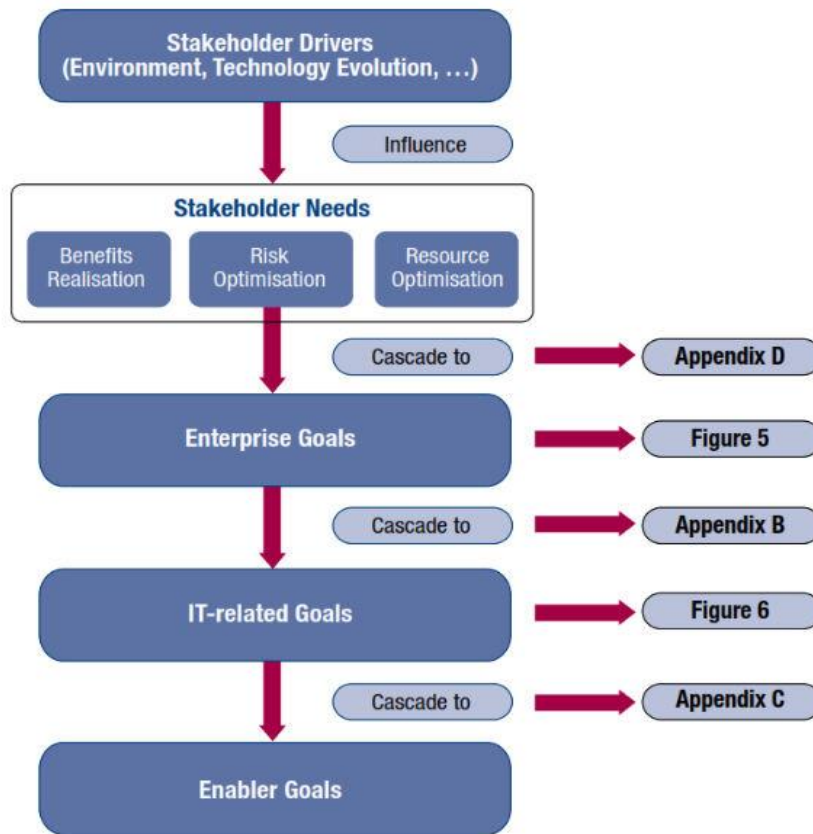 Stakeholder Drivers
(Environment, Technology Evolution, …)
Influence
Stakeholder Needs
Benefits
Realisation
Risk
Optimisation
Resource
Optimisation
Cascade to
Appendix D
Enterprise Goals
Figure 5
Cascade to
Appendix B
IT-related Goals
Figure 6
Cascade to
Appendix C
Enabler Goals